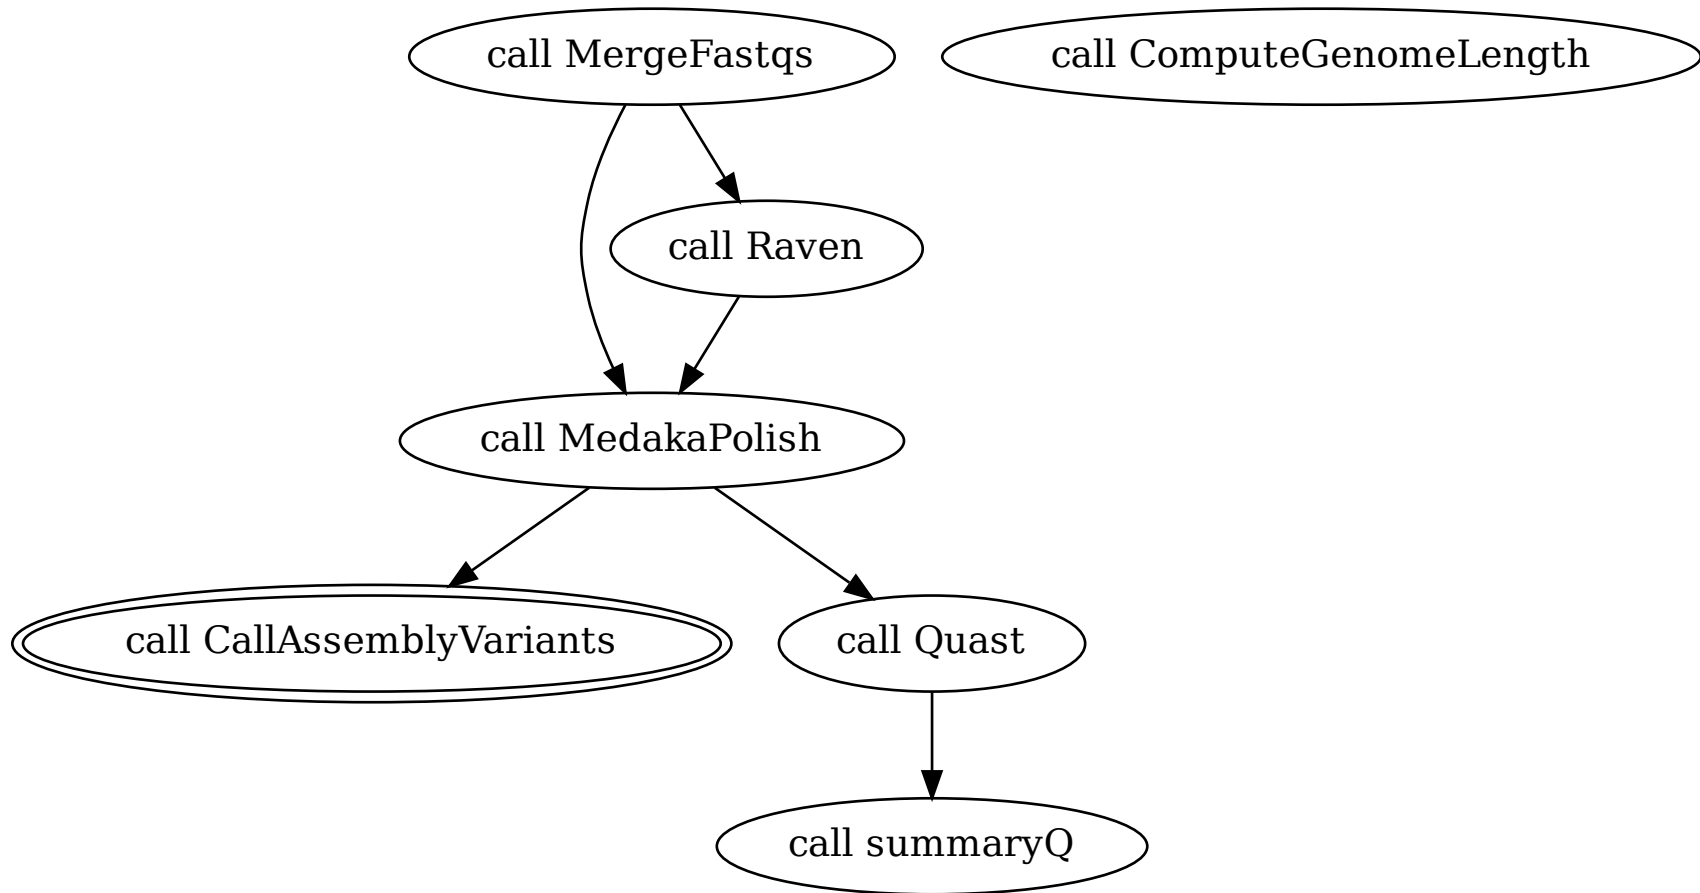 call MergeFastqs
call ComputeGenomeLength
call Raven
call MedakaPolish
call CallAssemblyVariants
call Quast
call summaryQ